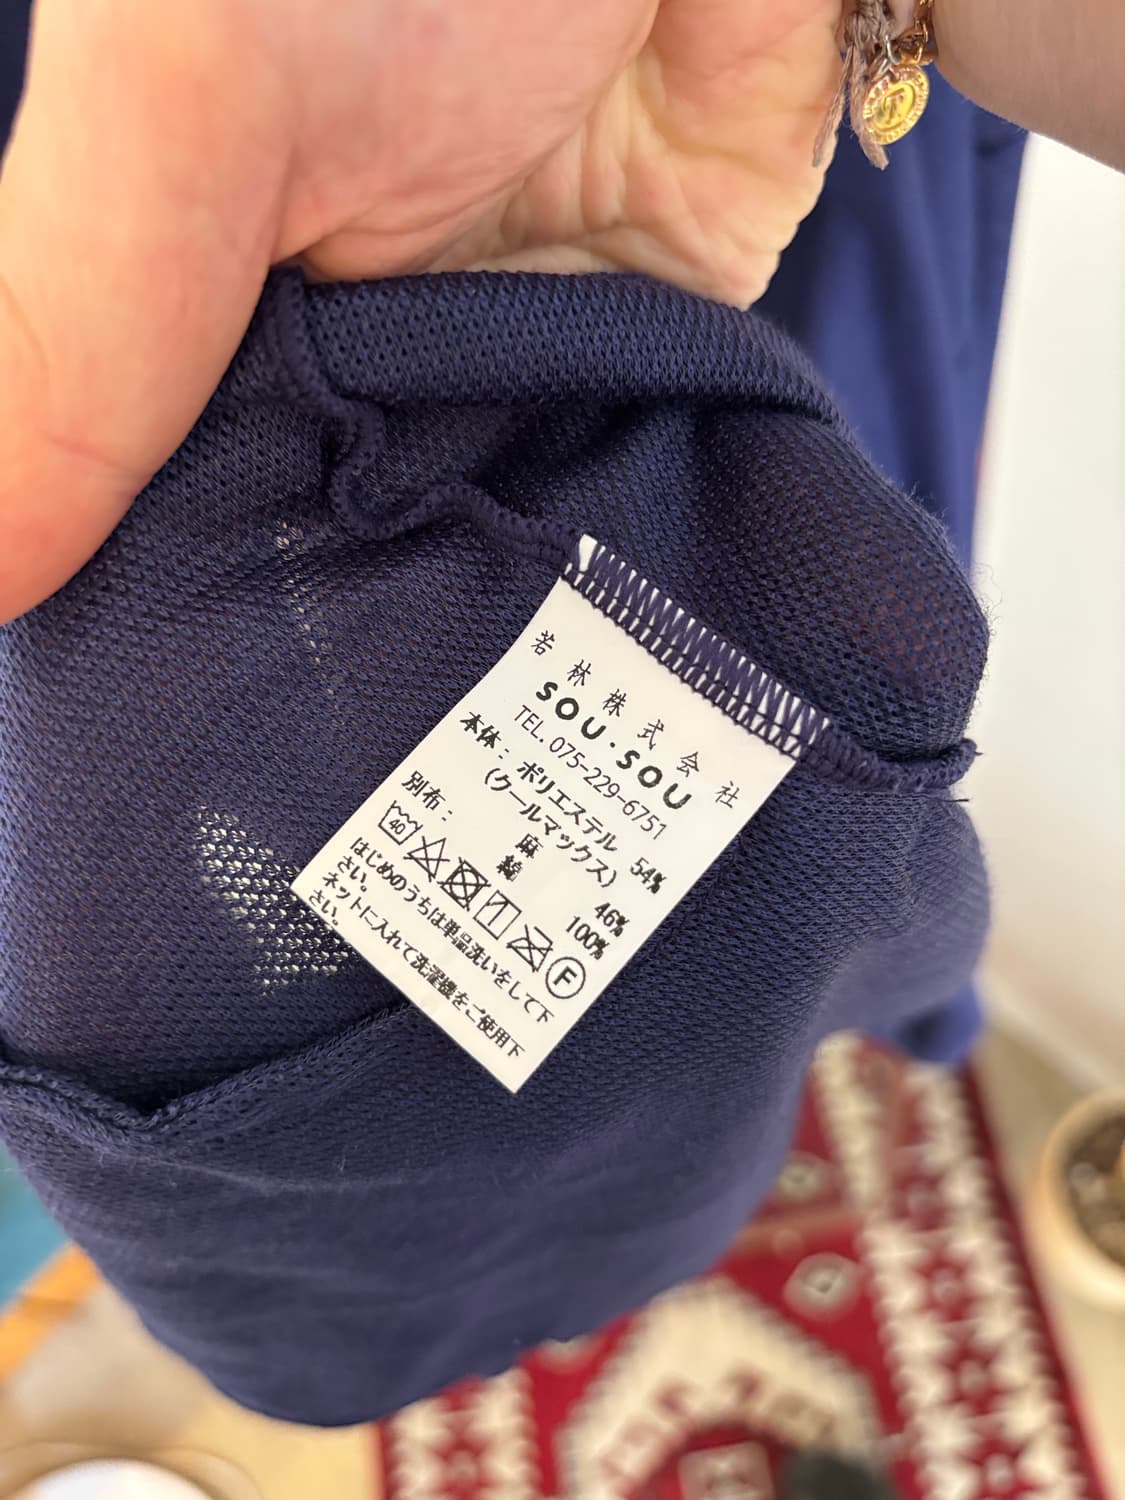 若林株式会社
SOU・SOU
TEL. 075-229-6751
本体： ポリエステル 54%
(クールマックス)
麻 46%
別布： 綿 100%
40 F
はじめのうちは単品洗いをして下
さい。
ネットに入れて洗濯機をご使用下
さい。